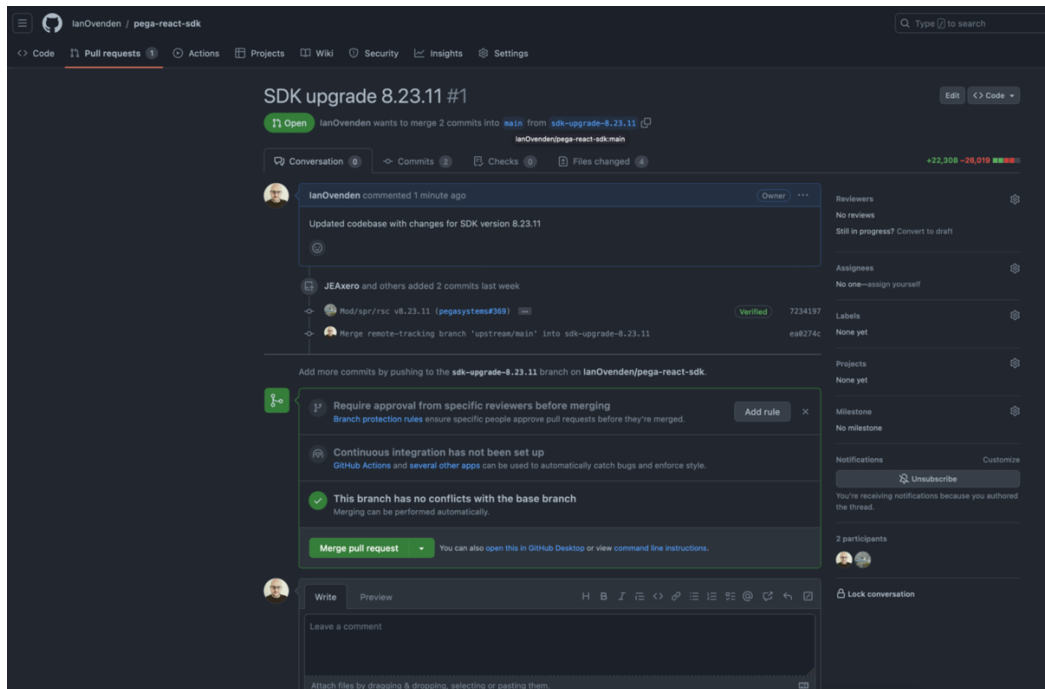 IanOvenden / pega-react-sdk
Type / to search
Code Pull requests 1 Actions Projects Wiki Security Insights Settings
SDK upgrade 8.23.11 #1
Edit Code
Open IanOvenden wants to merge 2 commits into main from sdk-upgrade-8.23.11
IanOvenden/pega-react-sdk:main
Conversation 0 Commits 2 Checks 0 Files changed 4
+22,308 −26,019
IanOvenden commented 1 minute ago Owner ...
Updated codebase with changes for SDK version 8.23.11
JEAxero and others added 2 commits last week
Mod/spr/rsc v8.23.11 (pegasystems#369) ... Verified 7234197
Merge remote-tracking branch 'upstream/main' into sdk-upgrade-8.23.11 ea0274c
Add more commits by pushing to the sdk-upgrade-8.23.11 branch on IanOvenden/pega-react-sdk.
Require approval from specific reviewers before merging
Branch protection rules ensure specific people approve pull requests before they're merged.
Add rule
Continuous integration has not been set up
GitHub Actions and several other apps can be used to automatically catch bugs and enforce style.
This branch has no conflicts with the base branch
Merging can be performed automatically.
Merge pull request You can also open this in GitHub Desktop or view command line instructions.
Write Preview
H B I
Leave a comment
Attach files by dragging & dropping, selecting or pasting them.
Reviewers
No reviews
Still in progress? Convert to draft
Assignees
No one—assign yourself
Labels
None yet
Projects
None yet
Milestone
No milestone
Notifications Customize
Unsubscribe
You're receiving notifications because you authored
the thread.
2 participants
Lock conversation